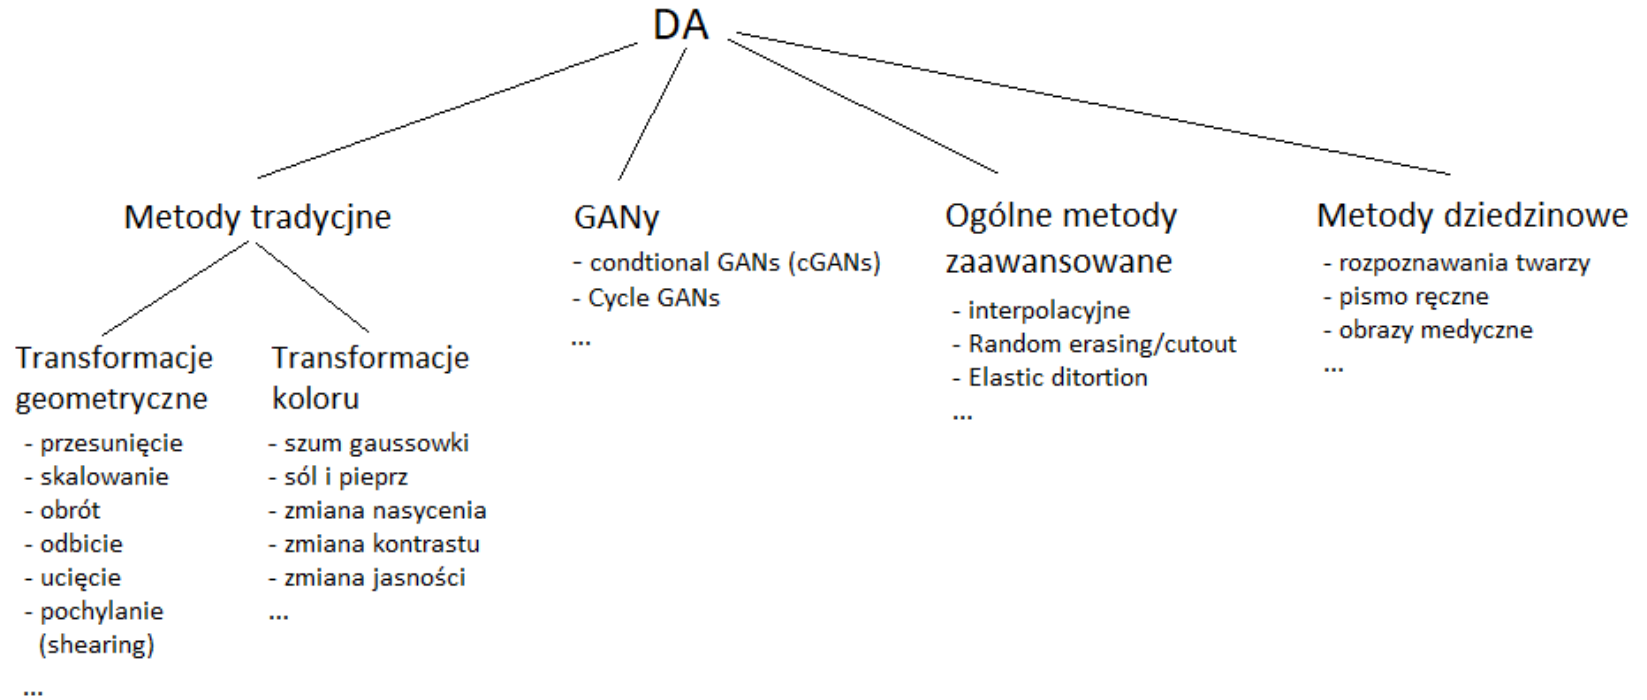 DA
Metody tradycjne
Transformacje
geometryczne
- przesunięcie
- skalowanie
- obrót
- odbicie
- ucięcie
- pochylanie
(shearing)
...
Transformacje
koloru
- szum gaussowki
- sól i pieprz
- zmiana nasycenia
- zmiana kontrastu
- zmiana jasności
...
GANy
- condtional GANs (cGANs)
- Cycle GANs
...
Ogólne metody
zaawansowane
- interpolacyjne
- Random erasing/cutout
- Elastic ditortion
...
Metody dziedzinowe
- rozpoznawania twarzy
- pismo ręczne
- obrazy medyczne
...